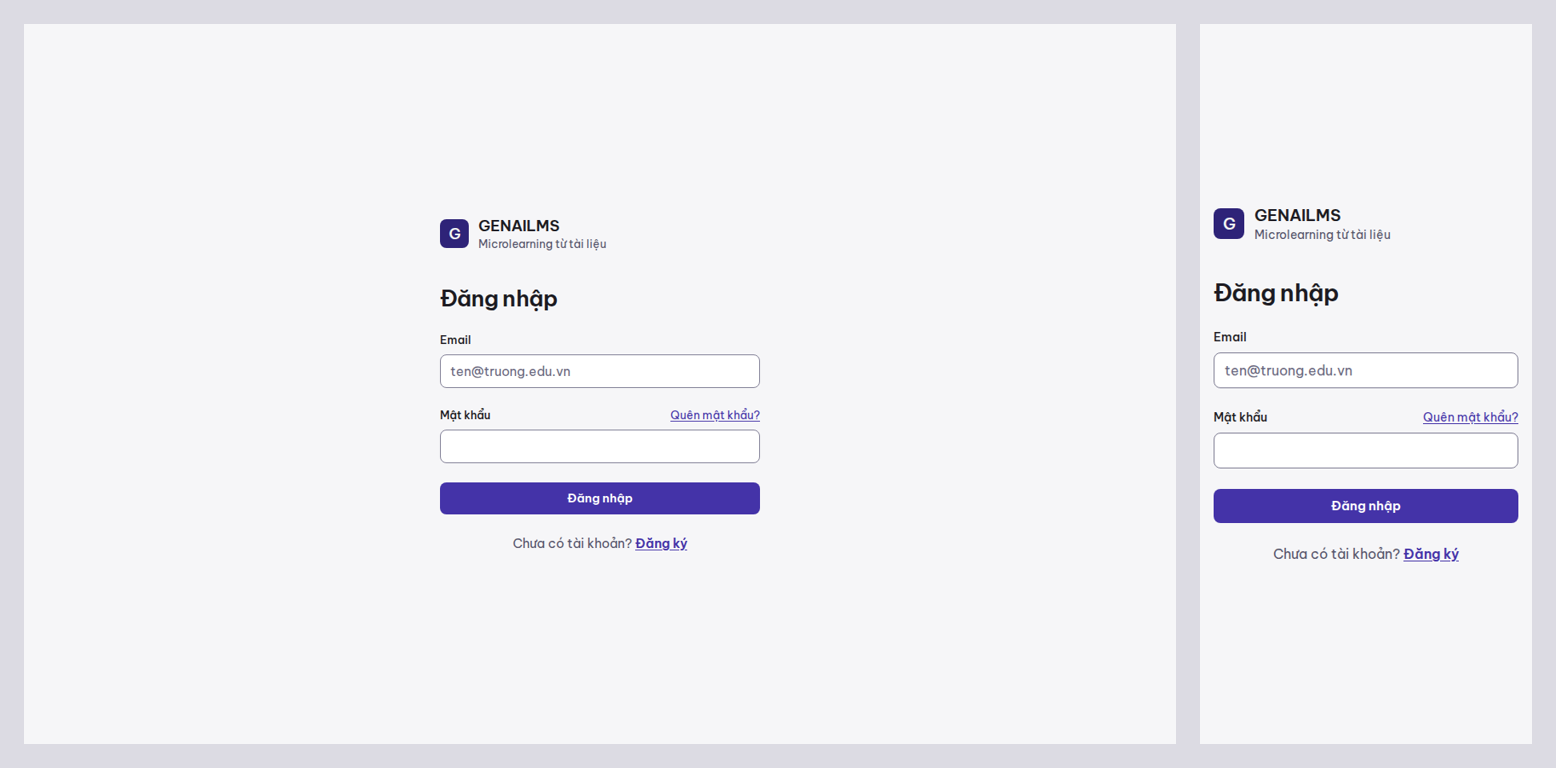 G
GENAILMS
Microlearning từ tài liệu
Đăng nhập
Email
ten@truong.edu.vn
Mật khẩu
Quên mật khẩu?
Đăng nhập
Chưa có tài khoản? Đăng ký
G
GENAILMS
Microlearning từ tài liệu
Đăng nhập
Email
ten@truong.edu.vn
Mật khẩu
Quên mật khẩu?
Đăng nhập
Chưa có tài khoản? Đăng ký